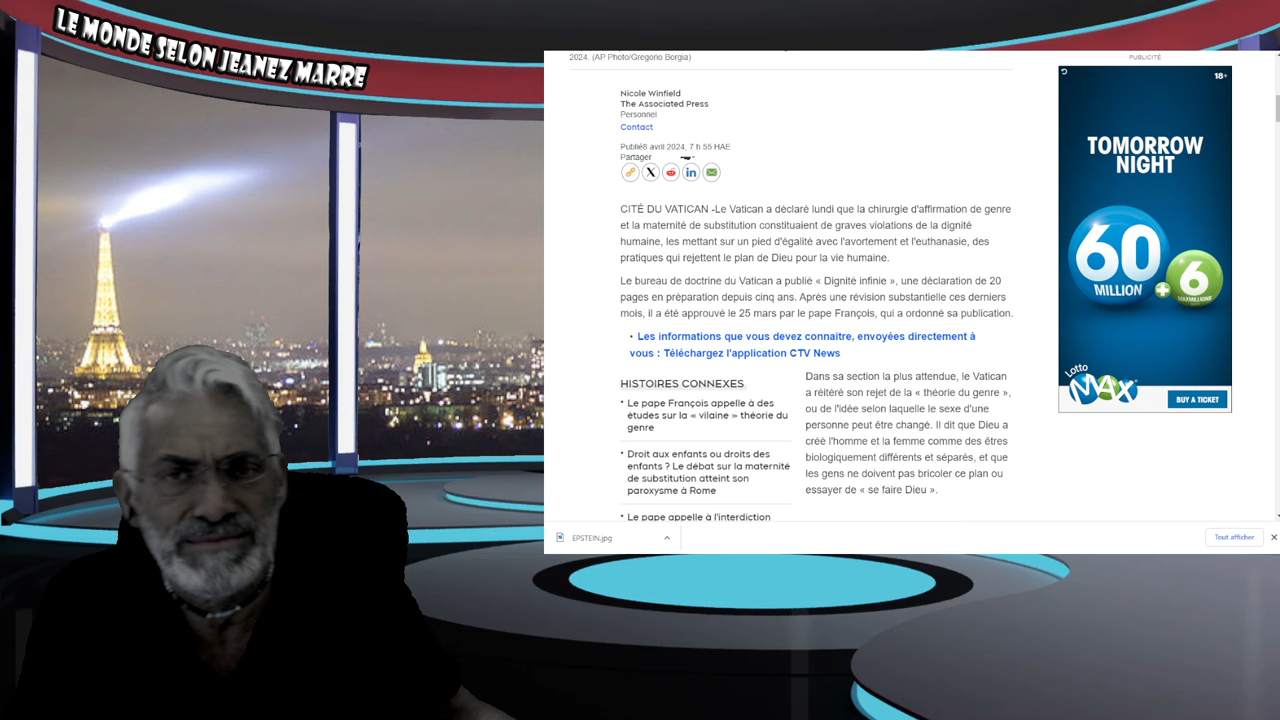 LE MONDE SELON JEANEZ MARRE
2024. (AP Photo/Gregorio Borgia)
Nicole Winfield
The Associated Press
Personnel
Contact
Publié8 avril 2024, 7 h 55 HAE
Partager
CITÉ DU VATICAN -Le Vatican a déclaré lundi que la chirurgie d'affirmation de genre
et la maternité de substitution constituaient de graves violations de la dignité
humaine, les mettant sur un pied d'égalité avec l'avortement et l'euthanasie, des
pratiques qui rejettent le plan de Dieu pour la vie humaine.
Le bureau de doctrine du Vatican a publié « Dignité infinie », une déclaration de 20
pages en préparation depuis cinq ans. Après une révision substantielle ces derniers
mois, il a été approuvé le 25 mars par le pape François, qui a ordonné sa publication.
• Les informations que vous devez connaitre, envoyées directement à
vous : Téléchargez l'application CTV News
HISTOIRES CONNEXES
• Le pape François appelle à des
études sur la « vilaine » théorie du
genre
• Droit aux enfants ou droits des
enfants ? Le débat sur la maternité
de substitution atteint son
paroxysme à Rome
• Le pape appelle à l'interdiction
Dans sa section la plus attendue, le Vatican
a réitéré son rejet de la « théorie du genre »,
ou de l'idée selon laquelle le sexe d'une
personne peut être changé. Il dit que Dieu a
créé l'homme et la femme comme des êtres
biologiquement différents et séparés, et que
les gens ne doivent pas bricoler ce plan ou
essayer de « se faire Dieu ».
PUBLICITÉ
18+
TOMORROW
NIGHT
60
MILLION
+
6
MAXMILLIONS
Lotto
MAX
BUY A TICKET
EPSTEIN.jpg
Tout afficher